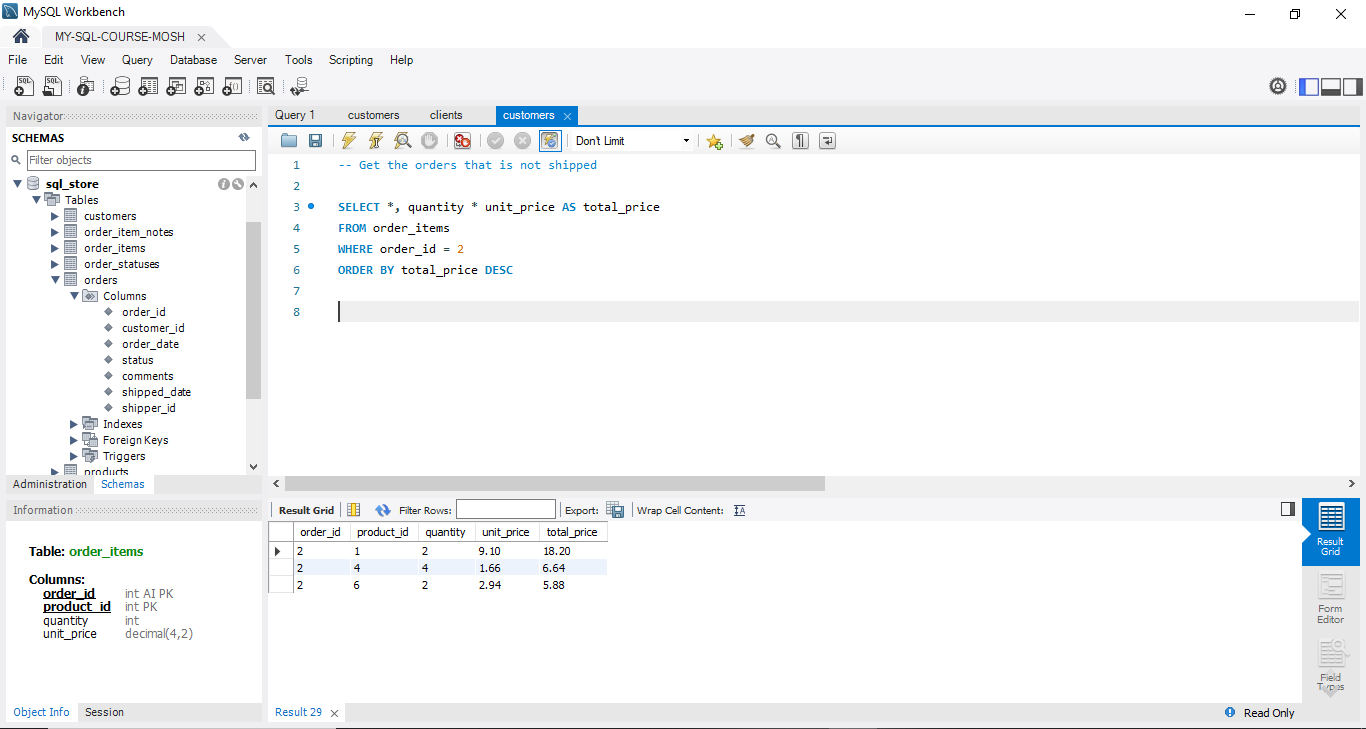 MySQL Workbench
MY-SQL-COURSE-MOSH
File Edit View Query Database Server Tools Scripting Help
SQL SQL
Navigator
SCHEMAS
Filter objects
sql_store
Tables
customers
order_item_notes
order_items
order_statuses
orders
Columns
order_id
customer_id
order_date
status
comments
shipped_date
shipper_id
Indexes
Foreign Keys
Triggers
products
Administration Schemas
Information
Table: order_items
Columns:
order_id int AI PK
product_id int PK
quantity int
unit_price decimal(4,2)
Object Info Session
Query 1 customers clients customers
Don't Limit
1 -- Get the orders that is not shipped
2
3 SELECT *, quantity * unit_price AS total_price
4 FROM order_items
5 WHERE order_id = 2
6 ORDER BY total_price DESC
7
8
Result Grid Filter Rows: Export: Wrap Cell Content:
order_id product_id quantity unit_price total_price
2 1 2 9.10 18.20
2 4 4 1.66 6.64
2 6 2 2.94 5.88
Result
Grid
Form
Editor
Field
Types
Result 29
Read Only